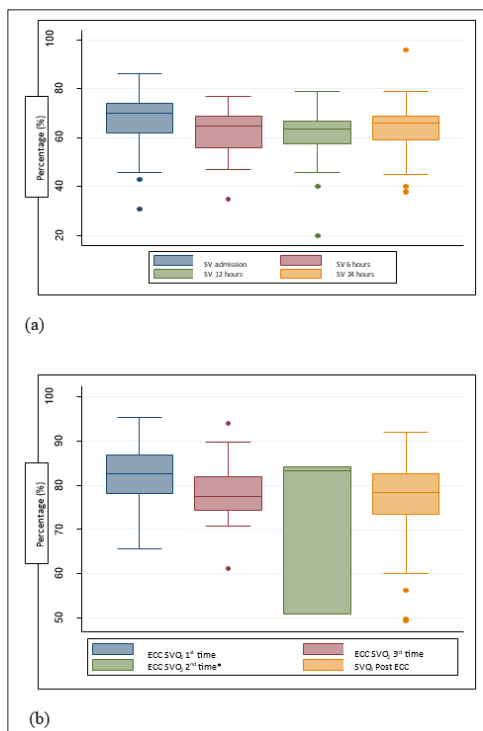 100
80
60
40
20
Percentage (%)
SV admission
SV 6 hours
SV 12 hours
SV 24 hours
(a)
100
90
80
70
60
50
Percentage (%)
ECC SVO₂ 1st time
ECC SVO₂ 3rd time
ECC SVO₂ 2nd time*
SVO₂ Post ECC
(b)